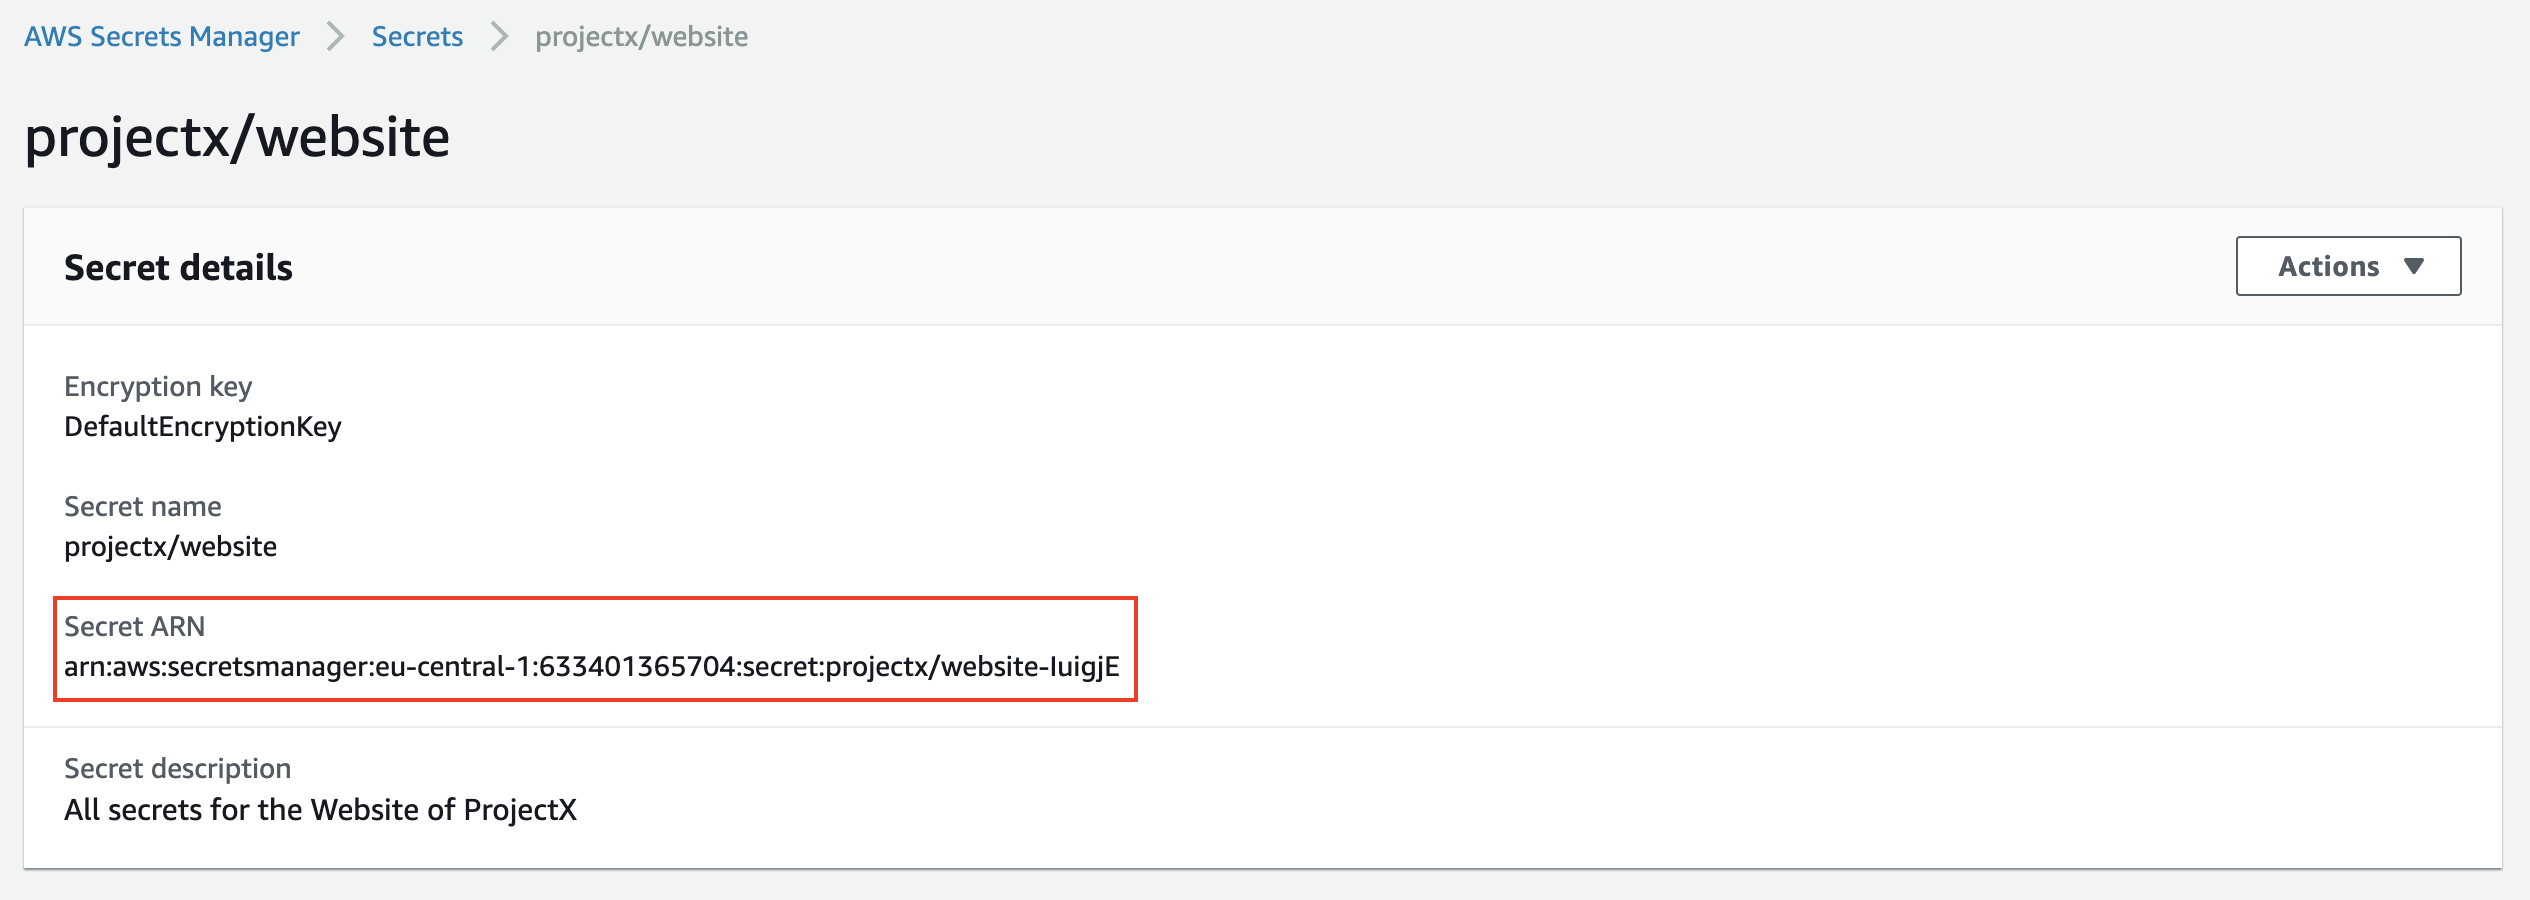 AWS Secrets Manager > Secrets > projectx/website
projectx/website
Secret details
Actions
Encryption key
DefaultEncryptionKey
Secret name
projectx/website
Secret ARN
arn:aws:secretsmanager:eu-central-1:633401365704:secret:projectx/website-IuigjE
Secret description
All secrets for the Website of ProjectX